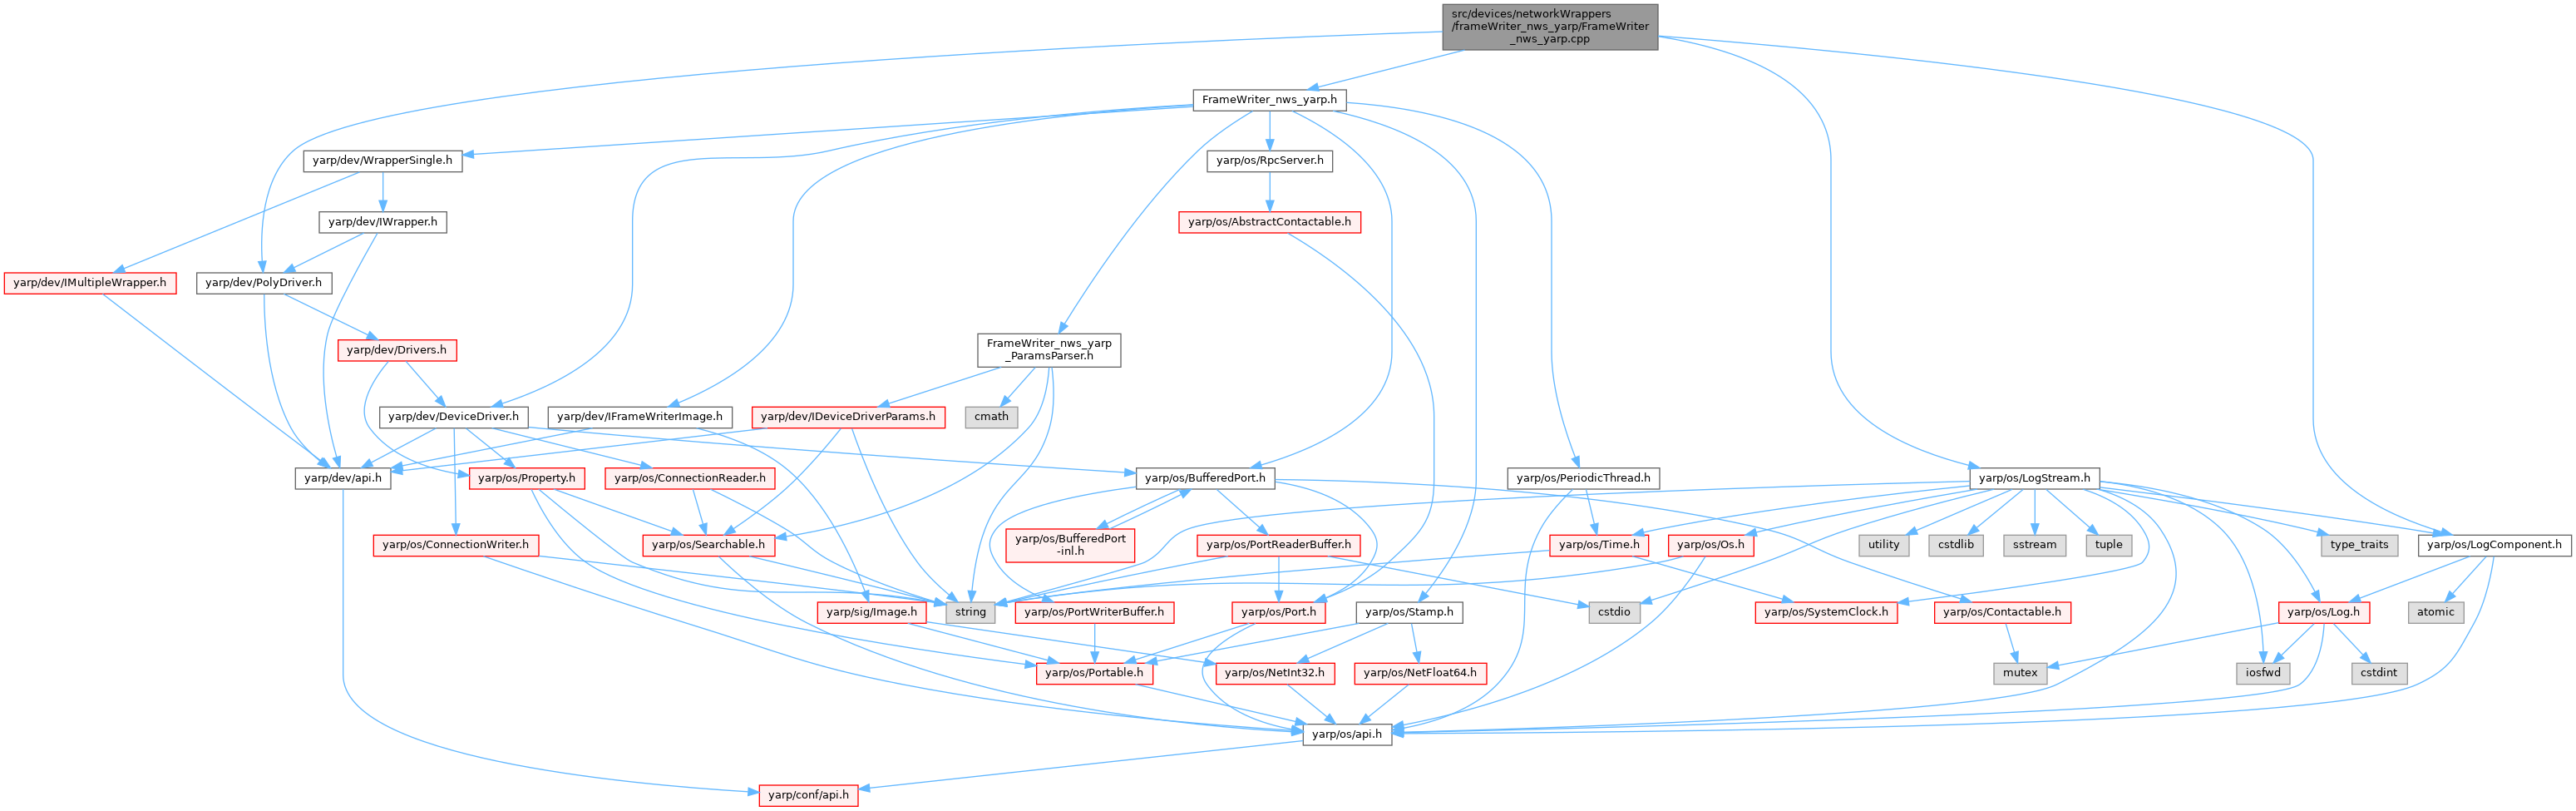 src/devices/networkWrappers
/frameWriter_nws_yarp/FrameWriter
_nws_yarp.cpp
FrameWriter_nws_yarp.h
yarp/dev/WrapperSingle.h
yarp/os/RpcServer.h
yarp/dev/IWrapper.h
yarp/os/AbstractContactable.h
yarp/dev/IMultipleWrapper.h
yarp/dev/PolyDriver.h
yarp/dev/Drivers.h
FrameWriter_nws_yarp
_ParamsParser.h
yarp/dev/DeviceDriver.h
yarp/dev/IFrameWriterImage.h
yarp/dev/IDeviceDriverParams.h
cmath
yarp/dev/api.h
yarp/os/Property.h
yarp/os/ConnectionReader.h
yarp/os/BufferedPort.h
yarp/os/PeriodicThread.h
yarp/os/LogStream.h
yarp/os/ConnectionWriter.h
yarp/os/Searchable.h
yarp/os/BufferedPort
-inl.h
yarp/os/PortReaderBuffer.h
yarp/os/Time.h
yarp/os/Os.h
utility
cstdlib
sstream
tuple
type_traits
yarp/os/LogComponent.h
yarp/sig/Image.h
string
yarp/os/PortWriterBuffer.h
yarp/os/Port.h
yarp/os/Stamp.h
cstdio
yarp/os/SystemClock.h
yarp/os/Contactable.h
yarp/os/Log.h
atomic
yarp/os/Portable.h
yarp/os/NetInt32.h
yarp/os/NetFloat64.h
mutex
iosfwd
cstdint
yarp/os/api.h
yarp/conf/api.h